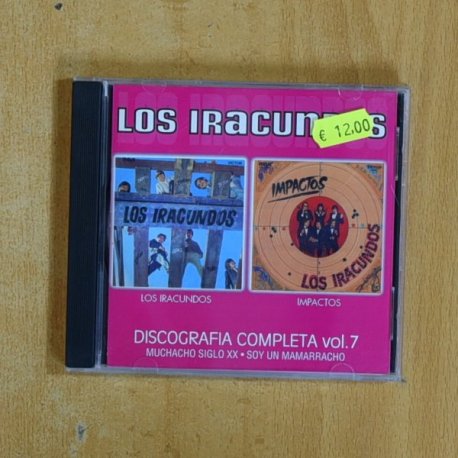 LOS IRACUNDOS
€ 12.00
LOS IRACUNDOS
IMPACTOS
LOS IRACUNDOS
LOS IRACUNDOS
IMPACTOS
DISCOGRAFIA COMPLETA vol.7
MUCHACHO SIGLO XX • SOY UN MAMARRACHO